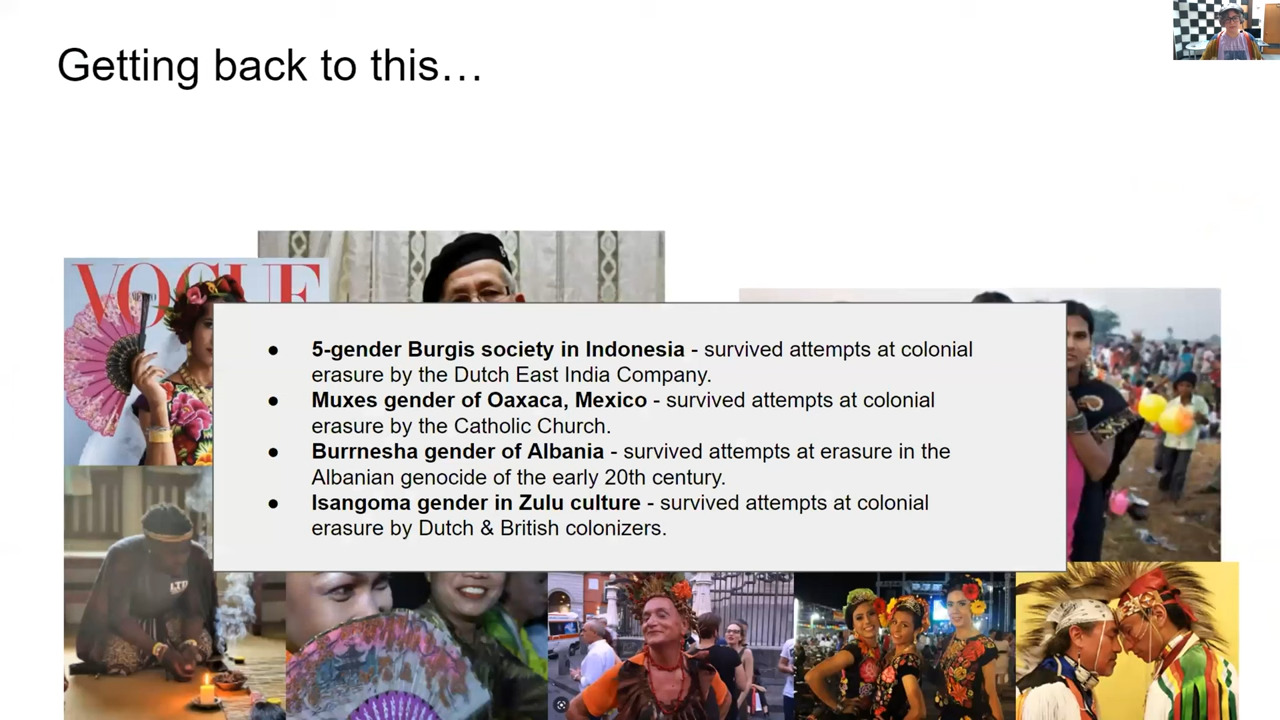 Getting back to this…
VOGUE
● 5-gender Burgis society in Indonesia - survived attempts at colonial
erasure by the Dutch East India Company.
● Muxes gender of Oaxaca, Mexico - survived attempts at colonial
erasure by the Catholic Church.
● Burrnesha gender of Albania - survived attempts at erasure in the
Albanian genocide of the early 20th century.
● Isangoma gender in Zulu culture - survived attempts at colonial
erasure by Dutch & British colonizers.